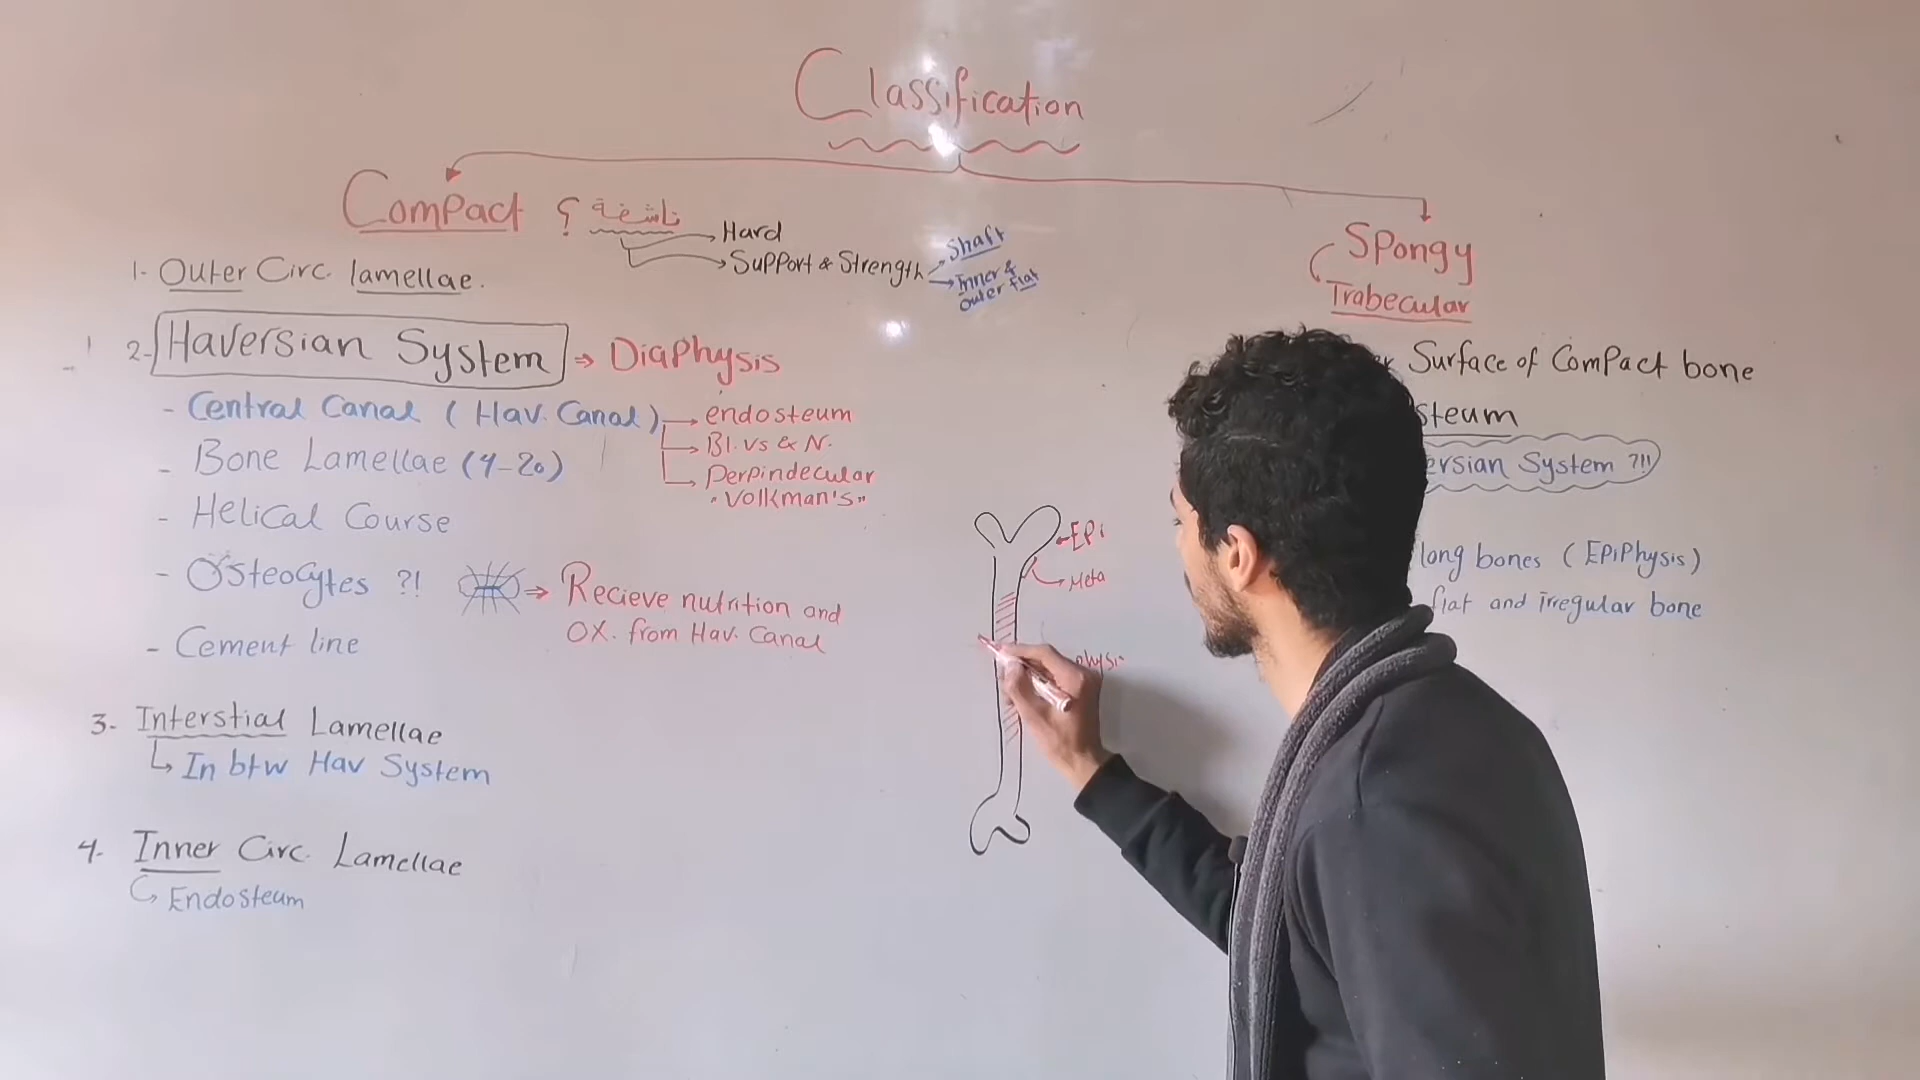 Classification
Compact ؟ ناشفة
Hard
Support & Strength
Shaft
Inner &
outer flat
1- Outer Circ. lamellae.
2- Haversian System ⇒ Diaphysis
- Central Canal (Hav. Canal)
endosteum
Bl. vs & N.
Perpindecular
"Volkman's"
- Bone Lamellae (4-20)
- Helical Course
- Osteocytes ?! ⇒ Recieve nutrition and
OX. from Hav. Canal
- Cement line
3- Interstial Lamellae
In btw Hav System
4- Inner Circ. Lamellae
Endosteum
Epi
Meta
physi
Spongy
Trabecular
Surface of Compact bone
steum
ersian System ?!!
long bones (Epiphysis)
flat and irregular bone